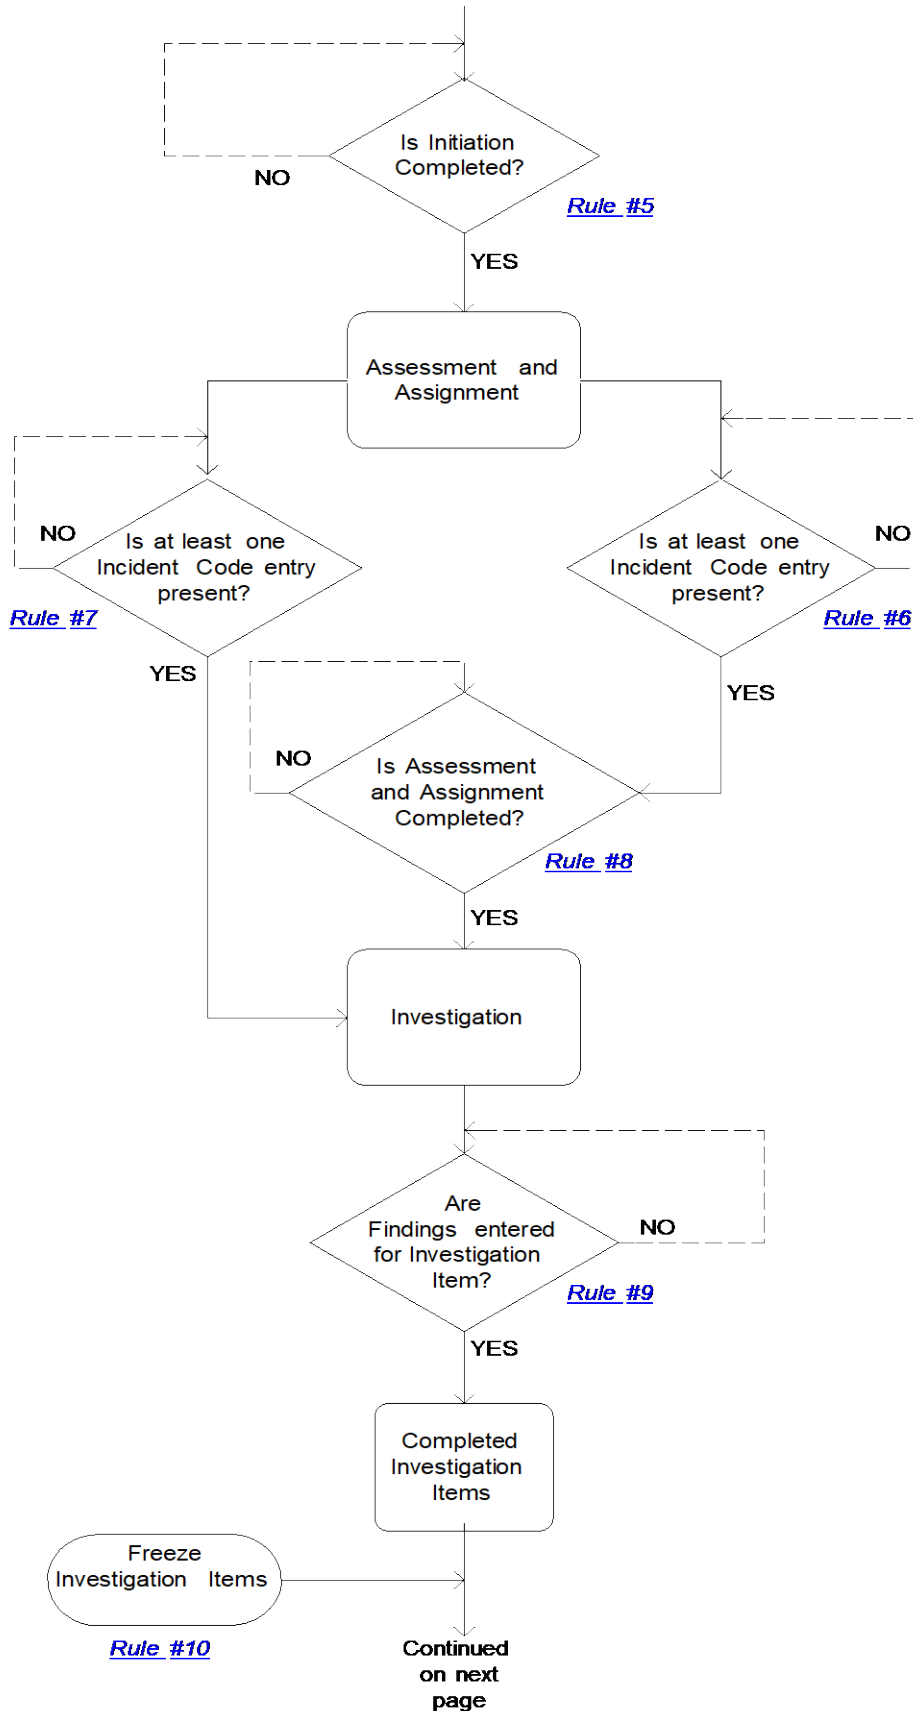 Is Initiation
Completed?
NO
Rule #5
YES
Assessment and
Assignment
NO
Is at least one
Incident Code entry
present?
Rule #7
YES
NO
Is at least one
Incident Code entry
present?
Rule #6
YES
NO
Is Assessment
and Assignment
Completed?
Rule #8
YES
Investigation
Are
Findings entered
for Investigation
Item?
NO
Rule #9
YES
Completed
Investigation
Items
Freeze
Investigation Items
Rule #10
Continued
on next
page